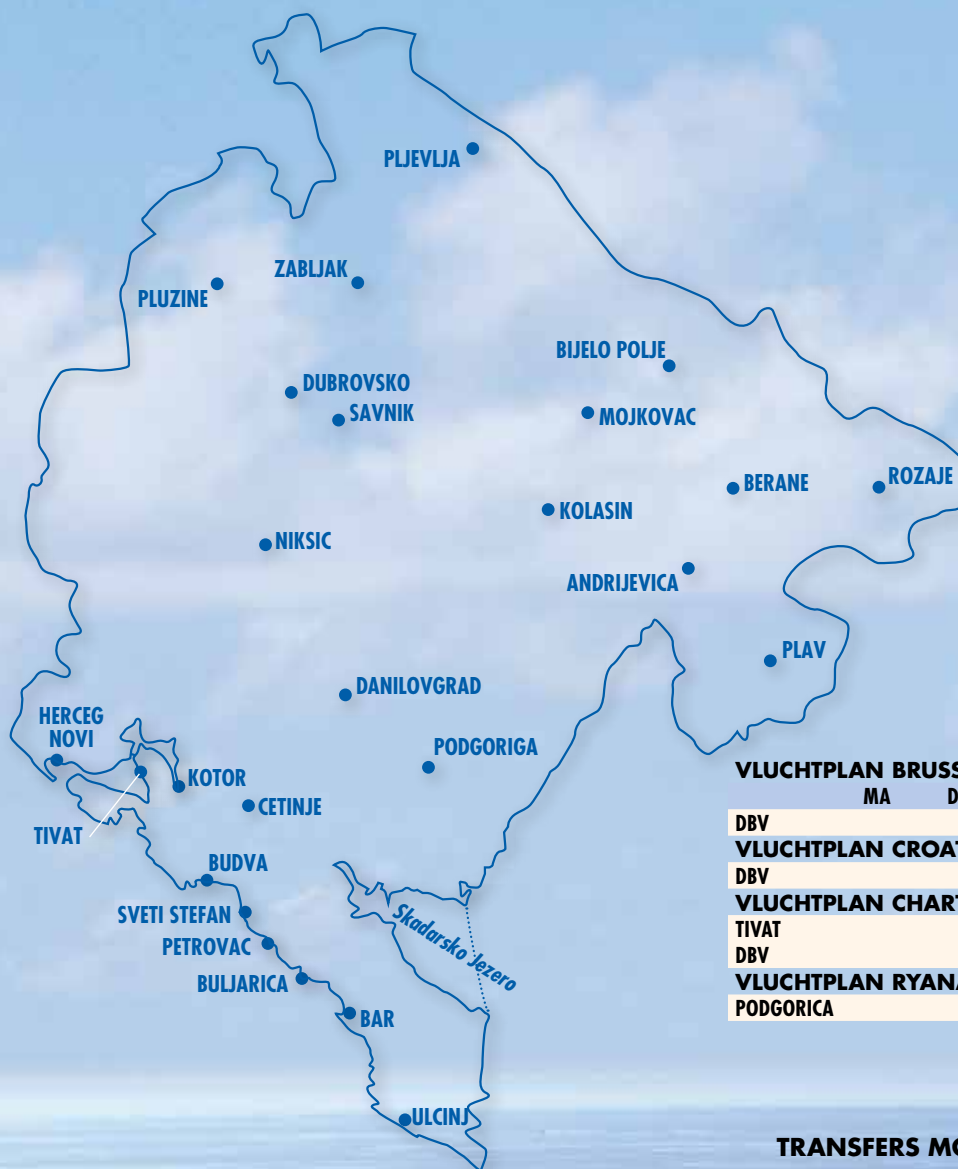 PLJEVLJA
ZABLJAK
PLUZINE
BIJELO POLJE
DUBROVSKO
SAVNIK
MOJKOVAC
BERANE
ROZAJE
KOLASIN
NIKSIC
ANDRIJEVICA
PLAV
DANILOVGRAD
HERCEG
NOVI
PODGORIGA
KOTOR
CETINJE
TIVAT
BUDVA
SVETI STEFAN
Skadarsko Jezero
PETROVAC
BULJARICA
BAR
ULCINJ
VLUCHTPLAN BRUSS
MA D
DBV
VLUCHTPLAN CROAT
DBV
VLUCHTPLAN CHART
TIVAT
DBV
VLUCHTPLAN RYANA
PODGORICA
TRANSFERS MO